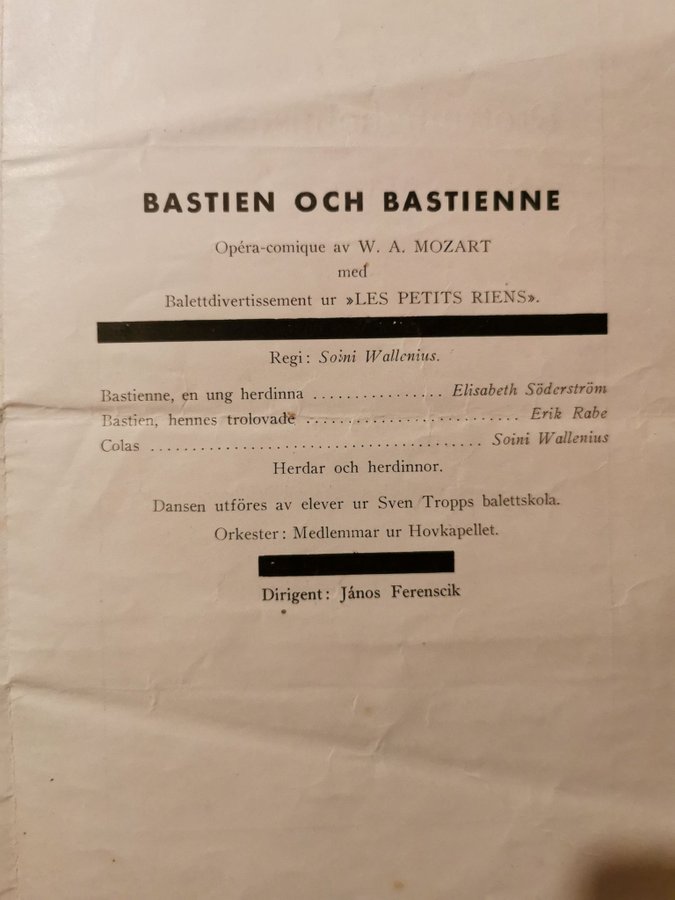 BASTIEN OCH BASTIENNE
Opéra-comique av W. A. MOZART
med
Balettdivertissement ur »LES PETITS RIENS».
Regi: Soini Wallenius.
Bastienne, en ung herdinna ................ Elisabeth Söderström
Bastien, hennes trolovade .......................... Erik Rabe
Colas ........................................ Soini Wallenius
Herdar och herdinnor.
Dansen utföres av elever ur Sven Tropps balettskola.
Orkester: Medlemmar ur Hovkapellet.
Dirigent: János Ferenscik